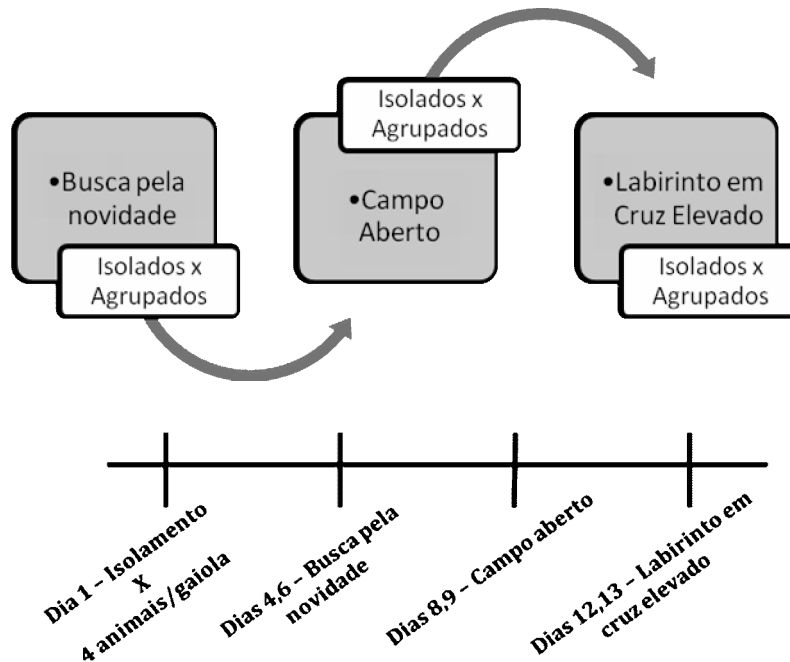 •Busca pela
novidade
Isolados x
Agrupados
Isolados x
Agrupados
•Campo
Aberto
•Labirinto em
Cruz Elevado
Isolados x
Agrupados
Dia 1 – Isolamento
X
4 animais/gaiola
Dias 4,6 – Busca pela
novidade
Dias 8,9 – Campo aberto
Dias 12,13 – Labirinto em
cruz elevado